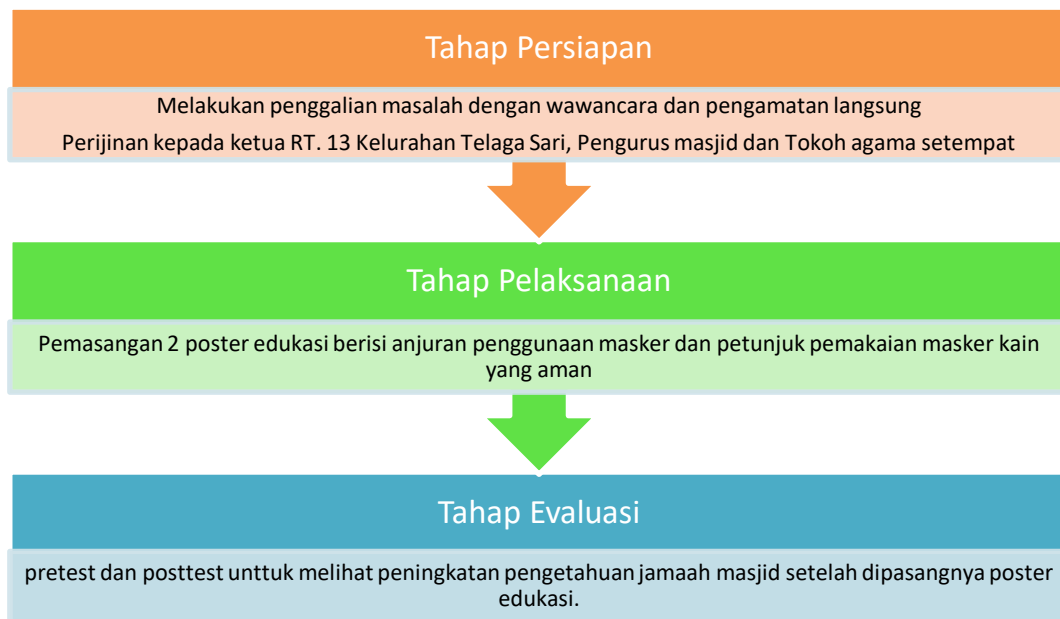 Tahap Persiapan
Melakukan penggalian masalah dengan wawancara dan pengamatan langsung
Perijinan kepada ketua RT. 13 Kelurahan Telaga Sari, Pengurus masjid dan Tokoh agama setempat
Tahap Pelaksanaan
Pemasangan 2 poster edukasi berisi anjuran penggunaan masker dan petunjuk pemakaian masker kain
yang aman
Tahap Evaluasi
pretest dan posttest unttuk melihat peningkatan pengetahuan jamaah masjid setelah dipasangnya poster
edukasi.